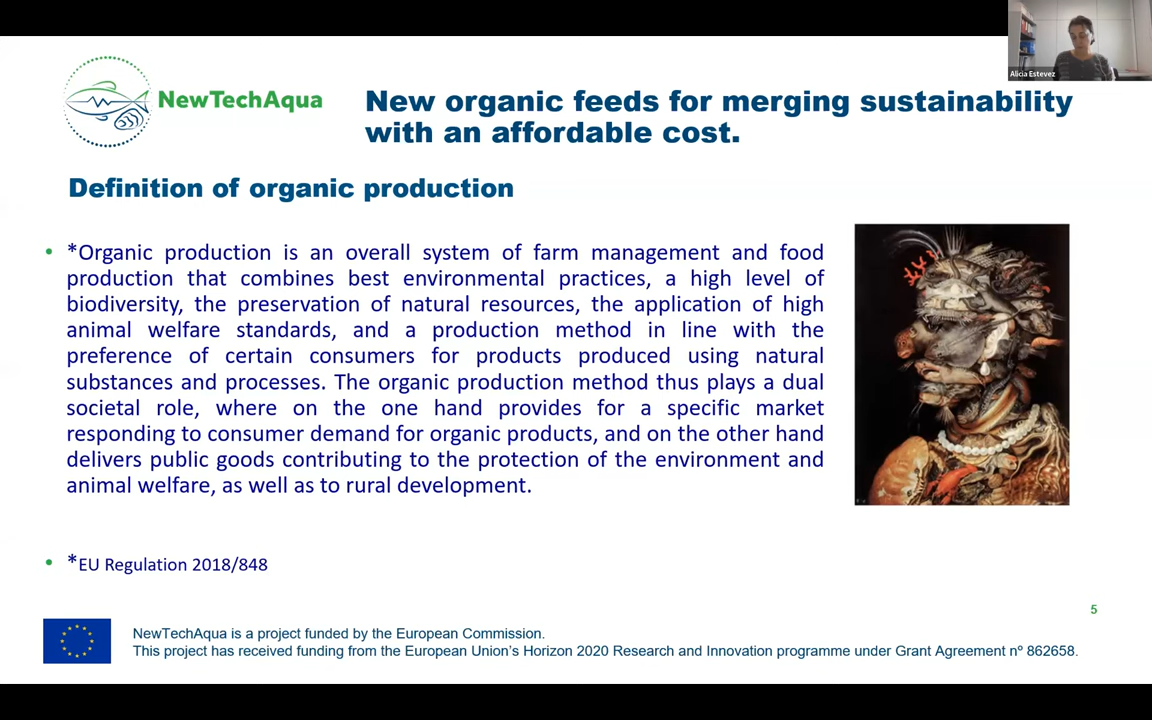 Alicia Estevez
NewTechAqua
New organic feeds for merging sustainability
with an affordable cost.
Definition of organic production
• *Organic production is an overall system of farm management and food
production that combines best environmental practices, a high level of
biodiversity, the preservation of natural resources, the application of high
animal welfare standards, and a production method in line with the
preference of certain consumers for products produced using natural
substances and processes. The organic production method thus plays a dual
societal role, where on the one hand provides for a specific market
responding to consumer demand for organic products, and on the other hand
delivers public goods contributing to the protection of the environment and
animal welfare, as well as to rural development.
• *EU Regulation 2018/848
5
NewTechAqua is a project funded by the European Commission.
This project has received funding from the European Union’s Horizon 2020 Research and Innovation programme under Grant Agreement nº 862658.